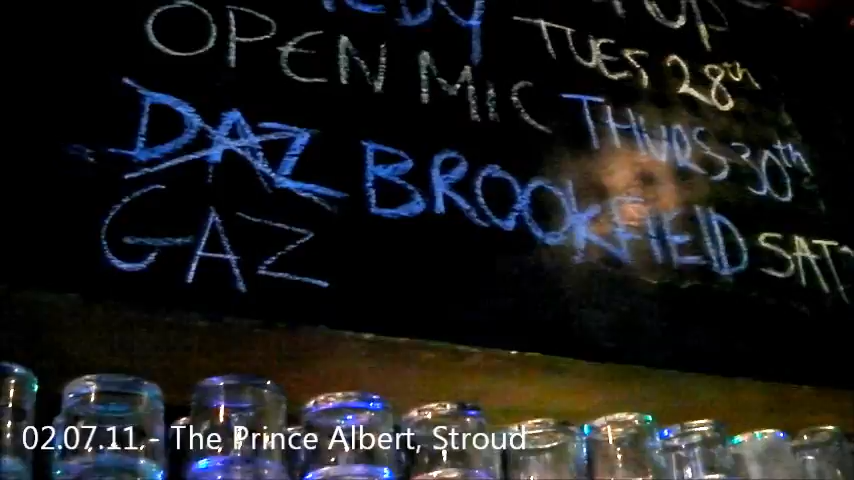 OPEN MIC TUES 28th
DAZ BROOKFIELD THURS 30th
GAZ SAT
02.07.11 - The Prince Albert, Stroud